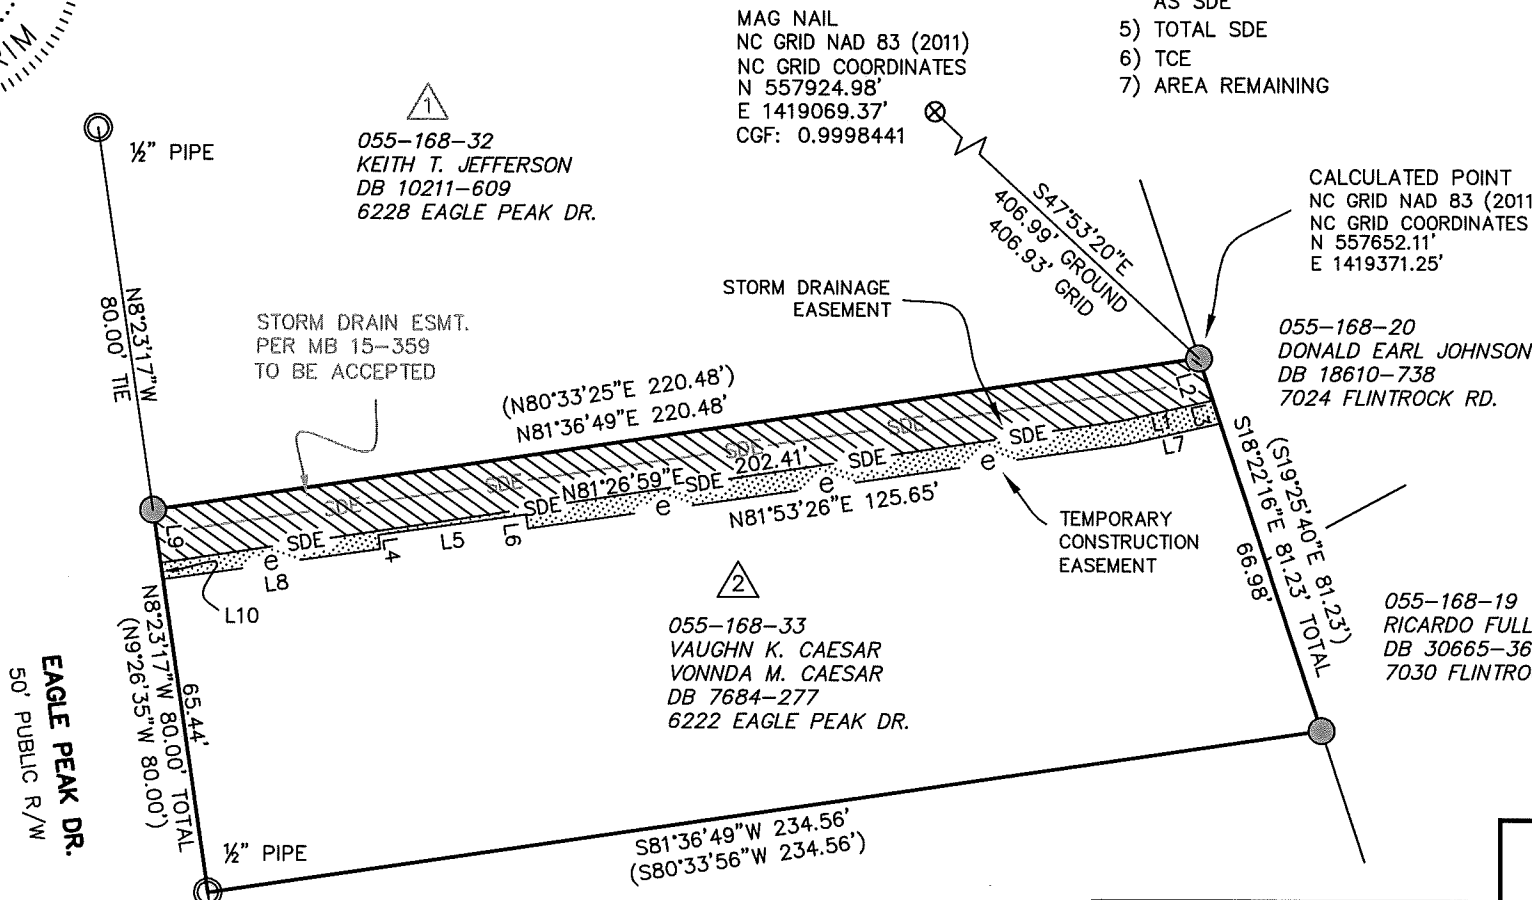 AS SDE
5) TOTAL SDE
6) TCE
7) AREA REMAINING
MAG NAIL
NC GRID NAD 83 (2011)
NC GRID COORDINATES
N 557924.98'
E 1419069.37'
CGF: 0.9998441
1
055-168-32
KEITH T. JEFFERSON
DB 10211-609
6228 EAGLE PEAK DR.
½" PIPE
N8°23'17"W
80.00' TIE
STORM DRAIN ESMT.
PER MB 15-359
TO BE ACCEPTED
S47°53'20"E
406.99' GROUND
406.93' GRID
CALCULATED POINT
NC GRID NAD 83 (2011
NC GRID COORDINATES
N 557652.11'
E 1419371.25'
STORM DRAINAGE
EASEMENT
055-168-20
DONALD EARL JOHNSON
DB 18610-738
7024 FLINTROCK RD.
(N80°33'25"E 220.48')
N81°36'49"E 220.48'
SDE
SDE
SDE
SDE
L2
L1
L3
L7
SDE
SDE
SDE
SDE
SDE
N81°26'59"E 202.41'
N81°53'26"E 125.65'
e
e
e
e
L9
L8
L4
L5
L6
L10
S18°22'16"E 81.23' TOTAL
(S19°25'40"E 81.23')
66.98'
TEMPORARY
CONSTRUCTION
EASEMENT
2
055-168-33
VAUGHN K. CAESAR
VONNDA M. CAESAR
DB 7684-277
6222 EAGLE PEAK DR.
055-168-19
RICARDO FULL
DB 30665-36
7030 FLINTRO
65.44'
N8°23'17"W 80.00' TOTAL
(N9°26'35"W 80.00')
EAGLE PEAK DR.
50' PUBLIC R/W
½" PIPE
S81°36'49"W 234.56'
(S80°33'56"W 234.56')